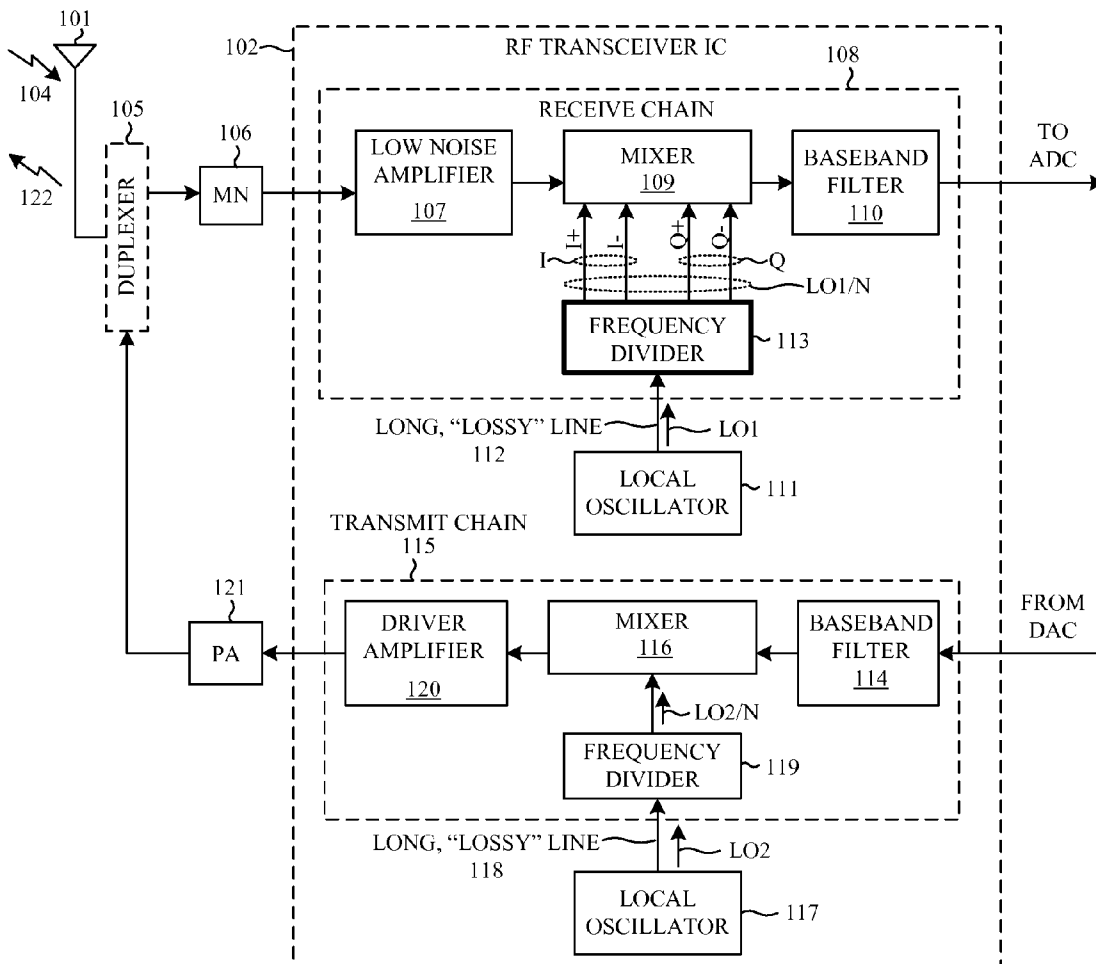 101
102
RF TRANSCEIVER IC
108
104
105
106
RECEIVE CHAIN
TO
ADC
LOW NOISE
AMPLIFIER
107
MIXER
109
BASEBAND
FILTER
110
122
DUPLEXER
MN
I+
I-
Q+
Q-
I
Q
LO1/N
FREQUENCY
DIVIDER
113
LONG, “LOSSY” LINE
112
LO1
LOCAL
OSCILLATOR
111
TRANSMIT CHAIN
115
121
PA
DRIVER
AMPLIFIER
120
MIXER
116
BASEBAND
FILTER
114
FROM
DAC
LO2/N
FREQUENCY
DIVIDER
119
LONG, “LOSSY” LINE
118
LO2
LOCAL
OSCILLATOR
117